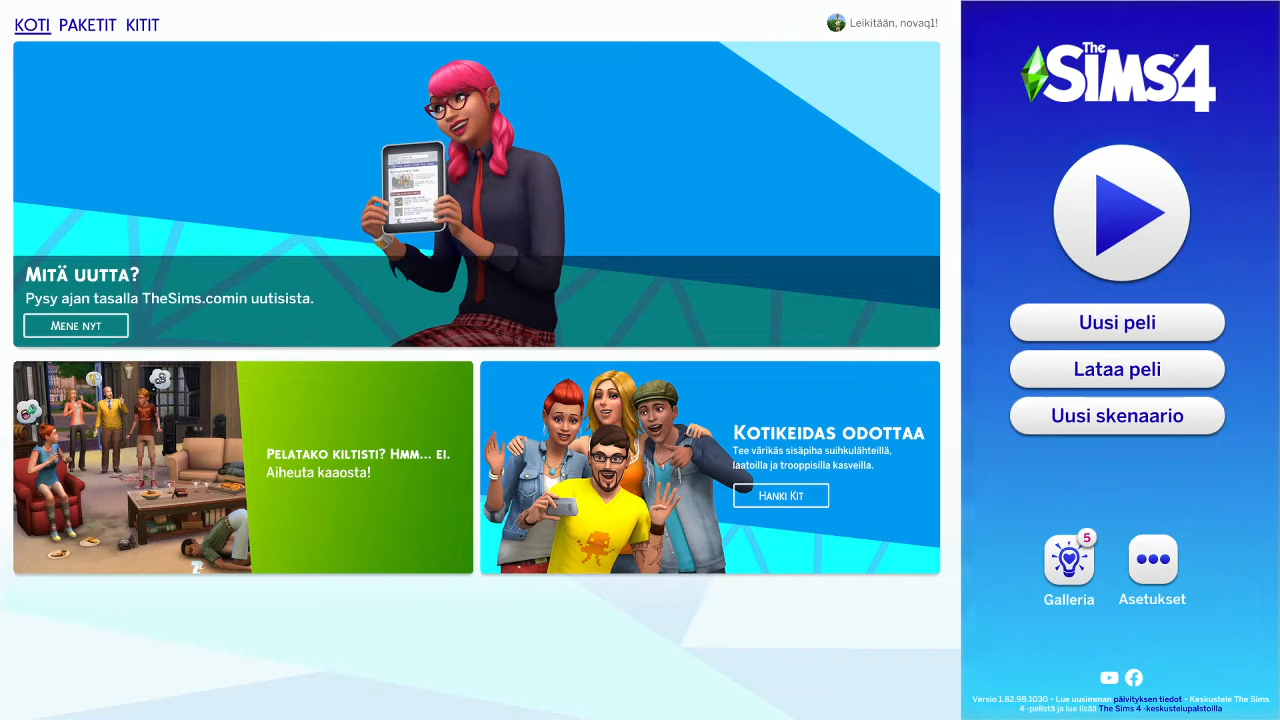 KOTI PAKETIT KITIT
Leikitään, novaq1!
MITÄ UUTTA?
Pysy ajan tasalla TheSims.comin uutisista.
MENE NYT
PELATAKO KILTISTI? HMM... EI.
Aiheuta kaaosta!
KOTIKEIDAS ODOTTAA
Tee värikäs sisäpiha suihkulähteillä,
laatoilla ja trooppisilla kasveilla.
HANKI KIT
The SIMS 4
Uusi peli
Lataa peli
Uusi skenaario
5
Galleria
Asetukset
Versio 1.82.99.1030 - Lue uusimman päivityksen tiedot - Keskustele The Sims
4 -pelistä ja lue lisää The Sims 4 -keskustelupalstoilla